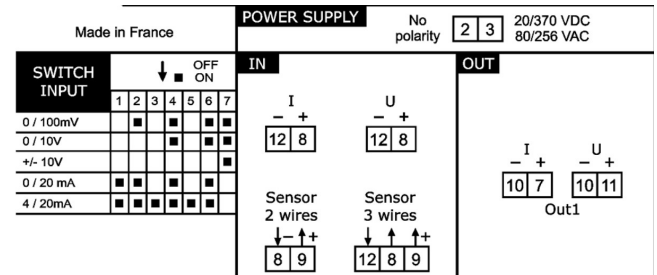 Made in France
POWER SUPPLY
No polarity
2 3
20/370 VDC
80/256 VAC
SWITCH INPUT
OFF
ON
1 2 3 4 5 6 7
0 / 100mV
0 / 10V
+/- 10V
0 / 20 mA
4 / 20mA
IN
I
- +
12 8
U
- +
12 8
Sensor
2 wires
- +
8 9
Sensor
3 wires
+
12 8 9
OUT
I
- +
10 7
U
- +
10 11
Out1